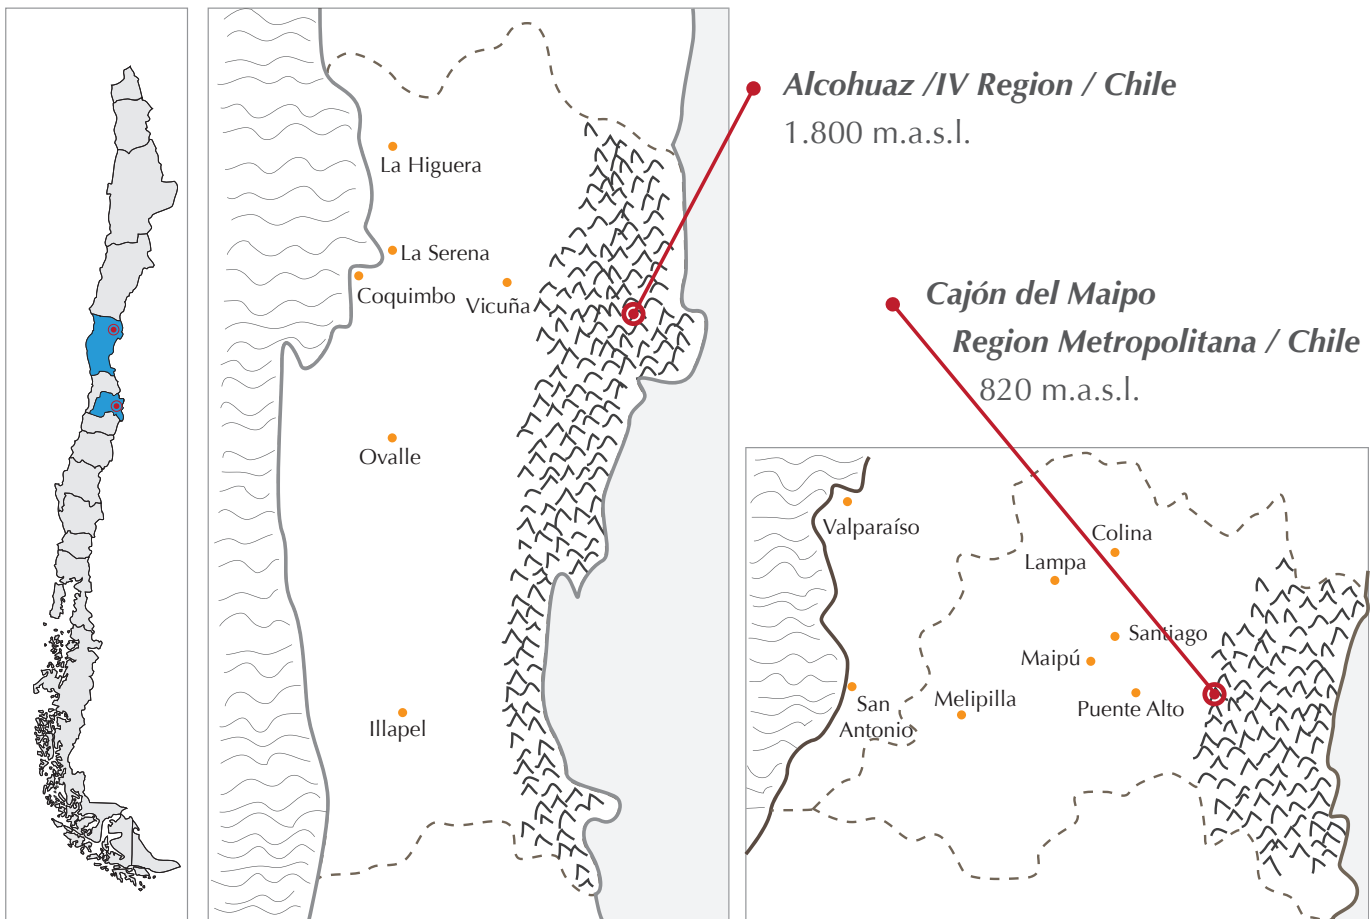 Alcohuaz /IV Region / Chile
1.800 m.a.s.l.
La Higuera
La Serena
Coquimbo
Vicuña
Ovalle
Illapel
Cajón del Maipo
Region Metropolitana / Chile
820 m.a.s.l.
Valparaíso
Colina
Lampa
Santiago
Maipú
San
Antonio
Melipilla
Puente Alto